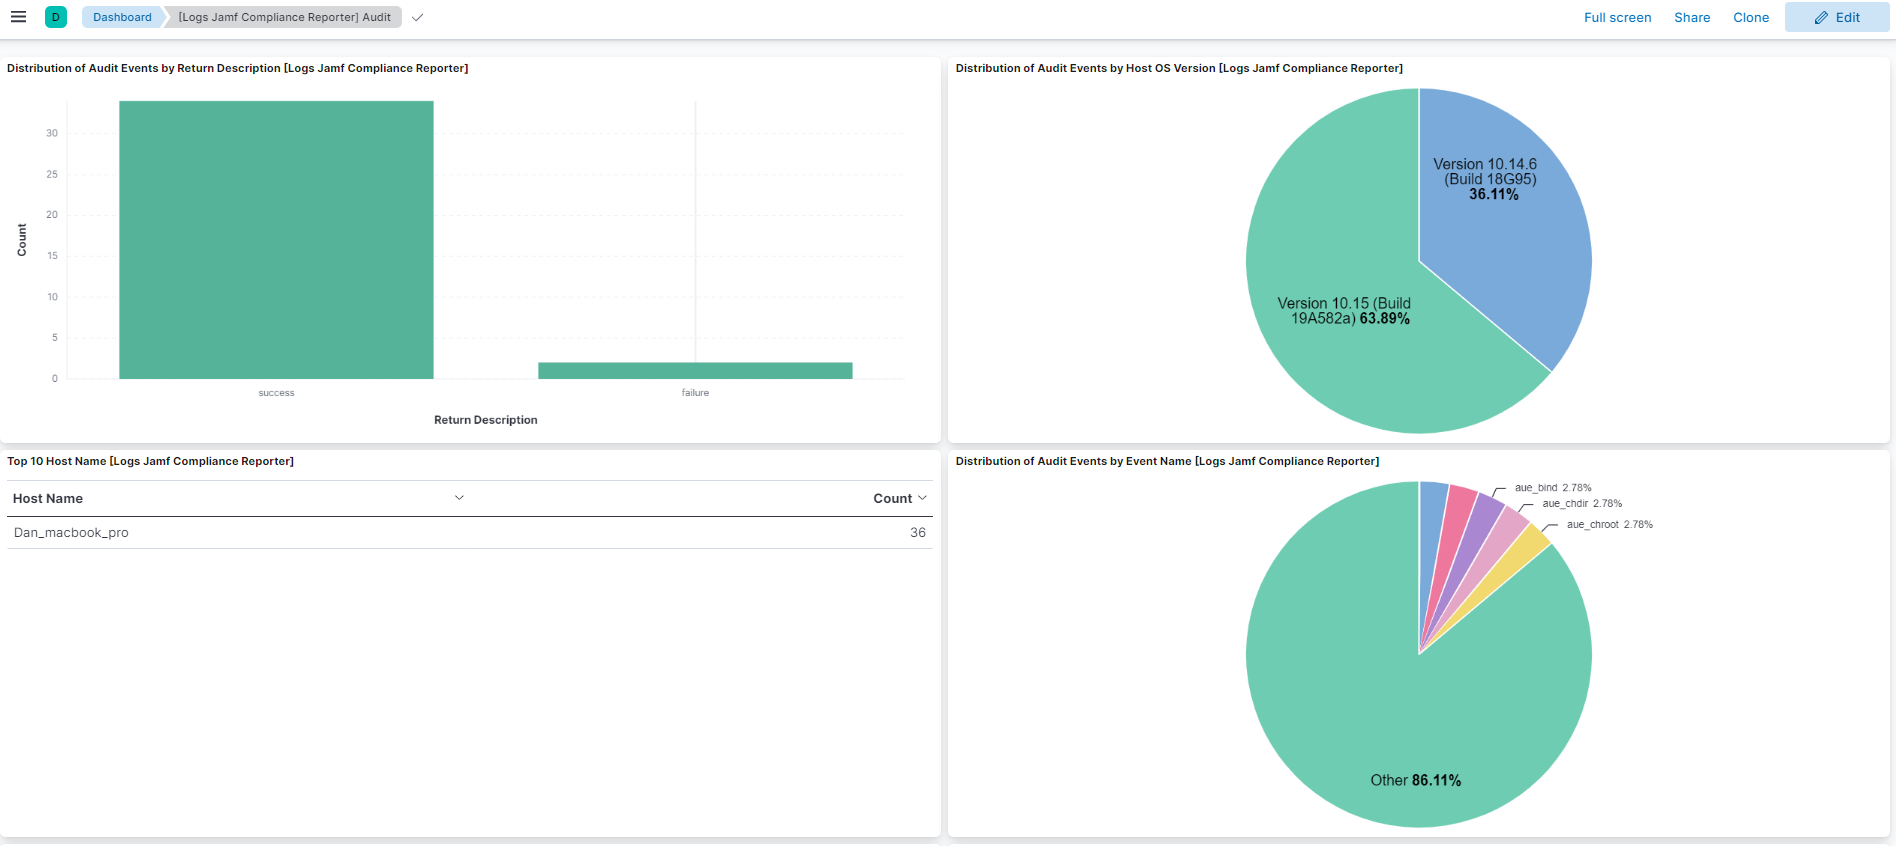 D
Dashboard
[Logs Jamf Compliance Reporter] Audit
Full screen
Share
Clone
Edit
Distribution of Audit Events by Return Description [Logs Jamf Compliance Reporter]
30
25
20
15
10
5
0
Count
success
failure
Return Description
Distribution of Audit Events by Host OS Version [Logs Jamf Compliance Reporter]
Version 10.14.6
(Build 18G95)
36.11%
Version 10.15 (Build
19A582a) 63.89%
Top 10 Host Name [Logs Jamf Compliance Reporter]
Host Name
Count
Dan_macbook_pro
36
Distribution of Audit Events by Event Name [Logs Jamf Compliance Reporter]
aue_bind 2.78%
aue_chdir 2.78%
aue_chroot 2.78%
Other 86.11%